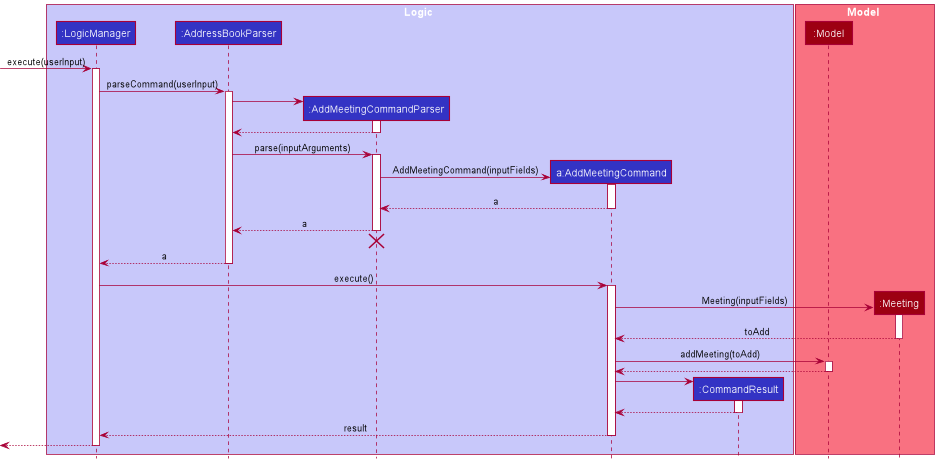 Logic
Model
:LogicManager
:AddressBookParser
:Model
execute(userInput)
parseCommand(userInput)
:AddMeetingCommandParser
parse(inputArguments)
AddMeetingCommand(inputFields)
a:AddMeetingCommand
a
a
a
execute()
Meeting(inputFields)
:Meeting
toAdd
addMeeting(toAdd)
:CommandResult
result